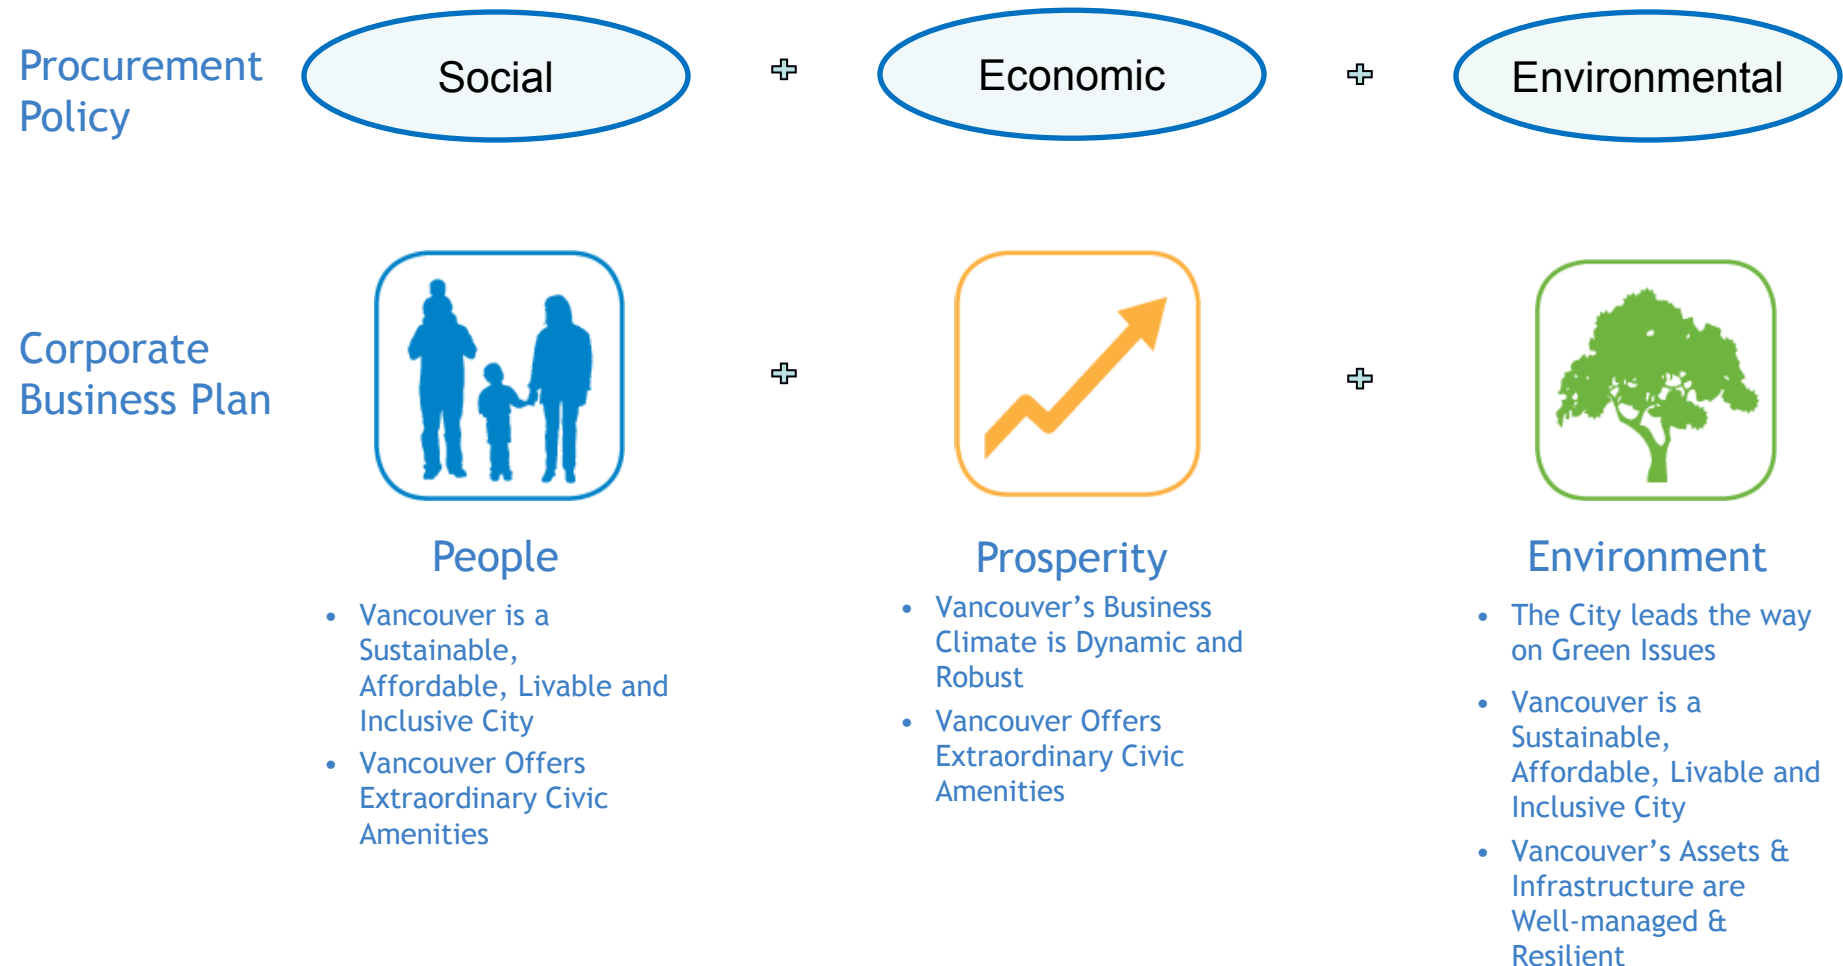 Procurement
Policy
Social
Economic
Environmental
Corporate
Business Plan
People
• Vancouver is a
Sustainable,
Affordable, Livable and
Inclusive City
• Vancouver Offers
Extraordinary Civic
Amenities
Prosperity
• Vancouver’s Business
Climate is Dynamic and
Robust
• Vancouver Offers
Extraordinary Civic
Amenities
Environment
• The City leads the way
on Green Issues
• Vancouver is a
Sustainable,
Affordable, Livable and
Inclusive City
• Vancouver’s Assets &
Infrastructure are
Well-managed &
Resilient